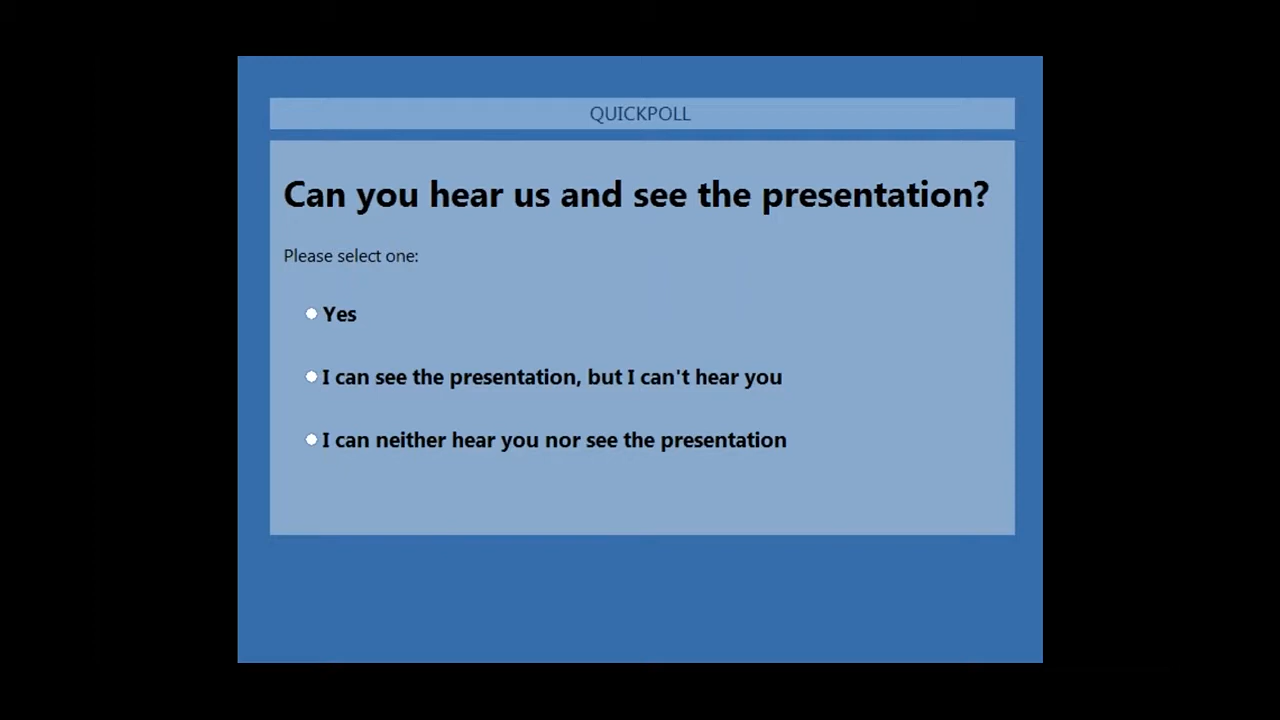 QUICKPOLL
Can you hear us and see the presentation?
Please select one:
Yes
I can see the presentation, but I can't hear you
I can neither hear you nor see the presentation